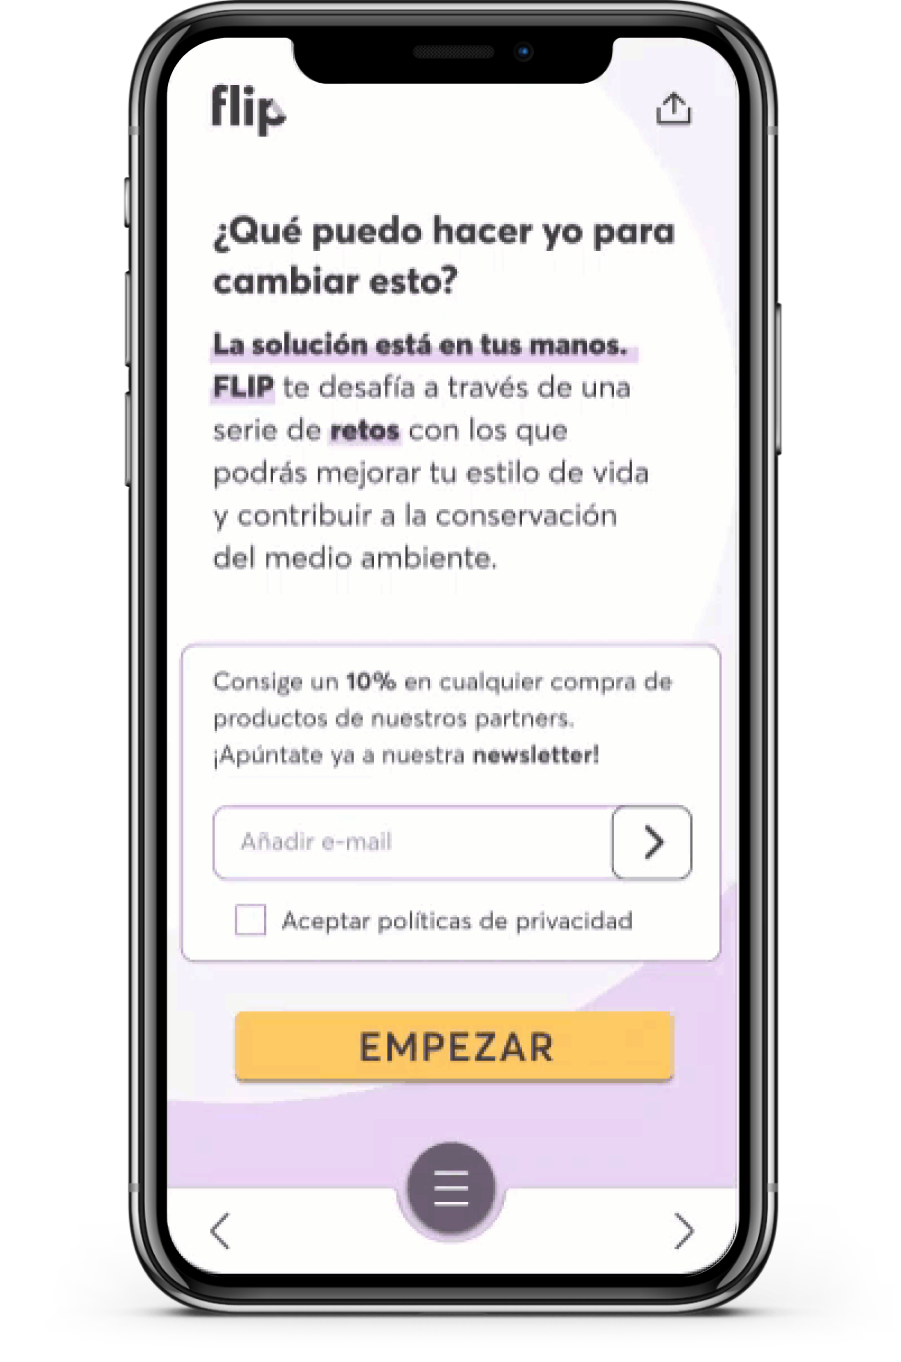 flip
¿Qué puedo hacer yo para
cambiar esto?
La solución está en tus manos.
FLIP te desafía a través de una
serie de retos con los que
podrás mejorar tu estilo de vida
y contribuir a la conservación
del medio ambiente.
Consige un 10% en cualquier compra de
productos de nuestros partners.
¡Apúntate ya a nuestra newsletter!
Añadir e-mail
Aceptar políticas de privacidad
EMPEZAR